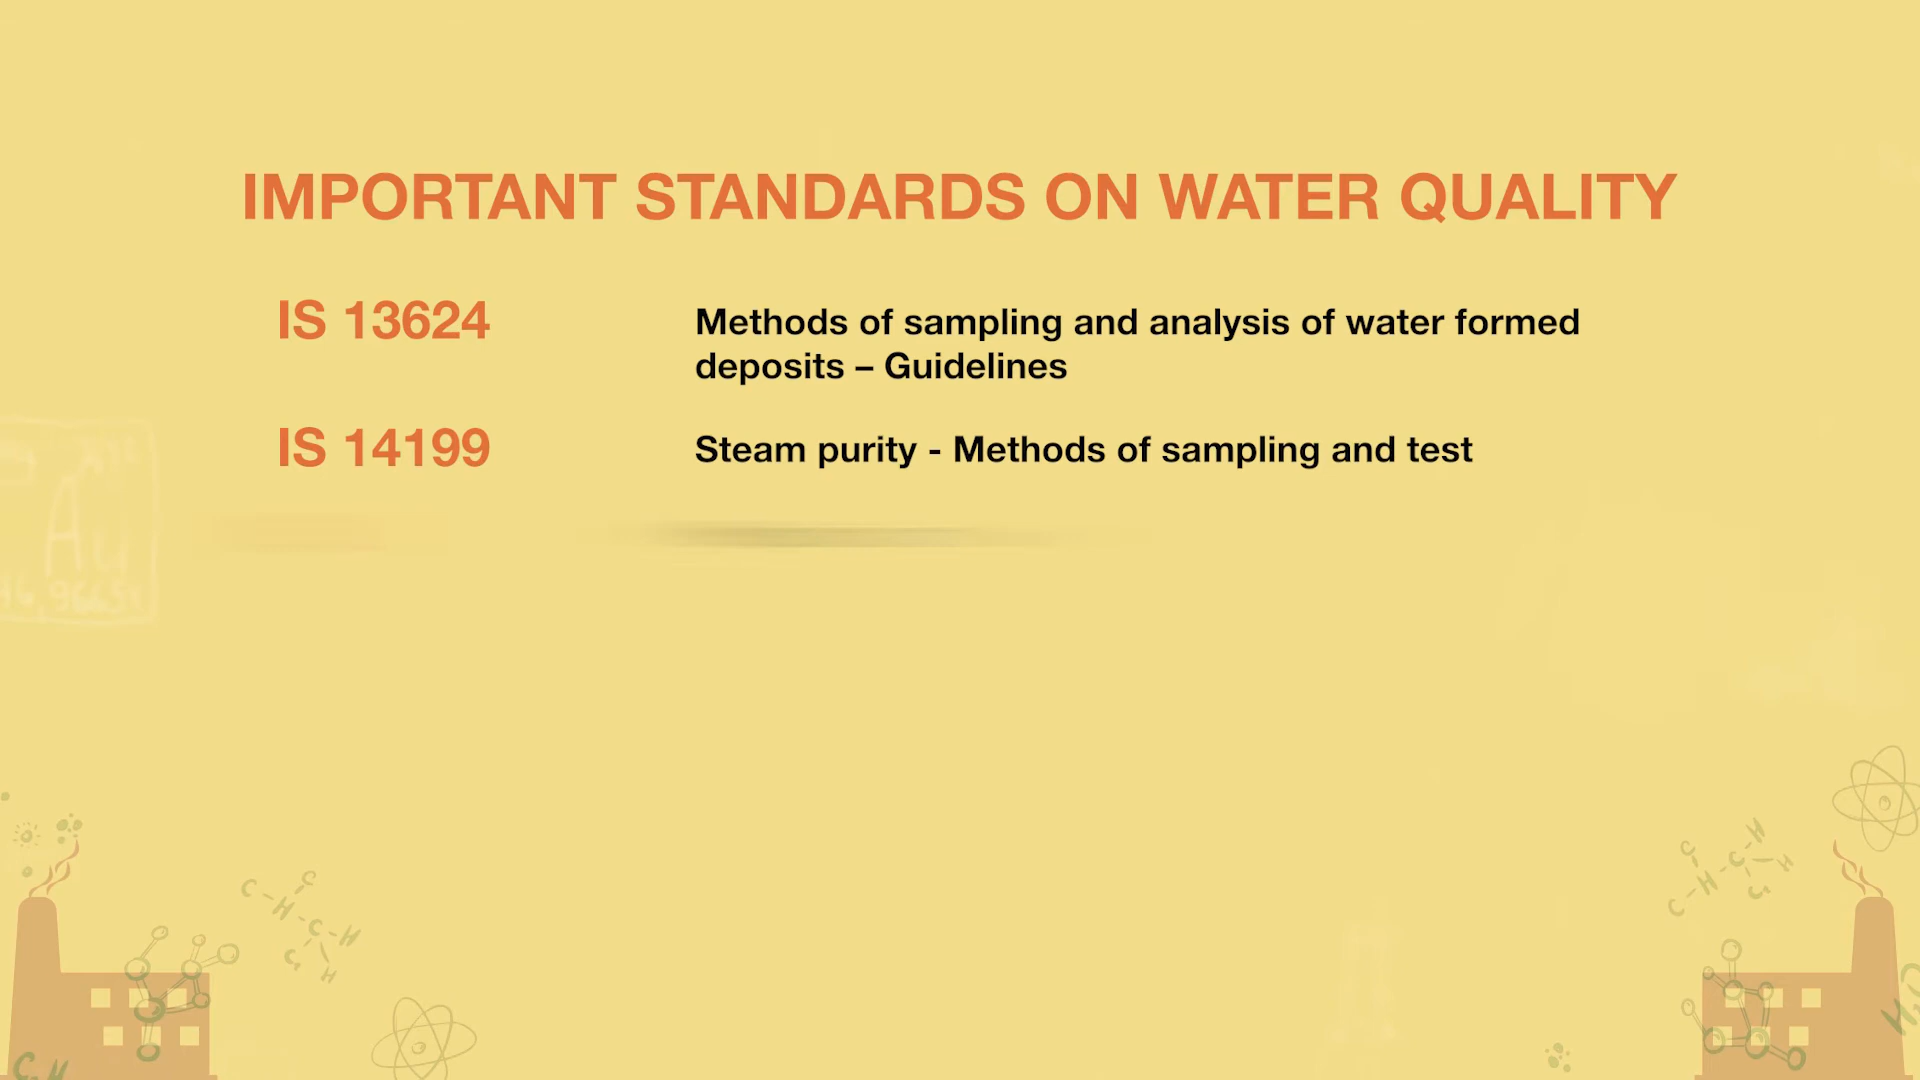 IMPORTANT STANDARDS ON WATER QUALITY
IS 13624
Methods of sampling and analysis of water formed
deposits – Guidelines
IS 14199
Steam purity - Methods of sampling and test
Au